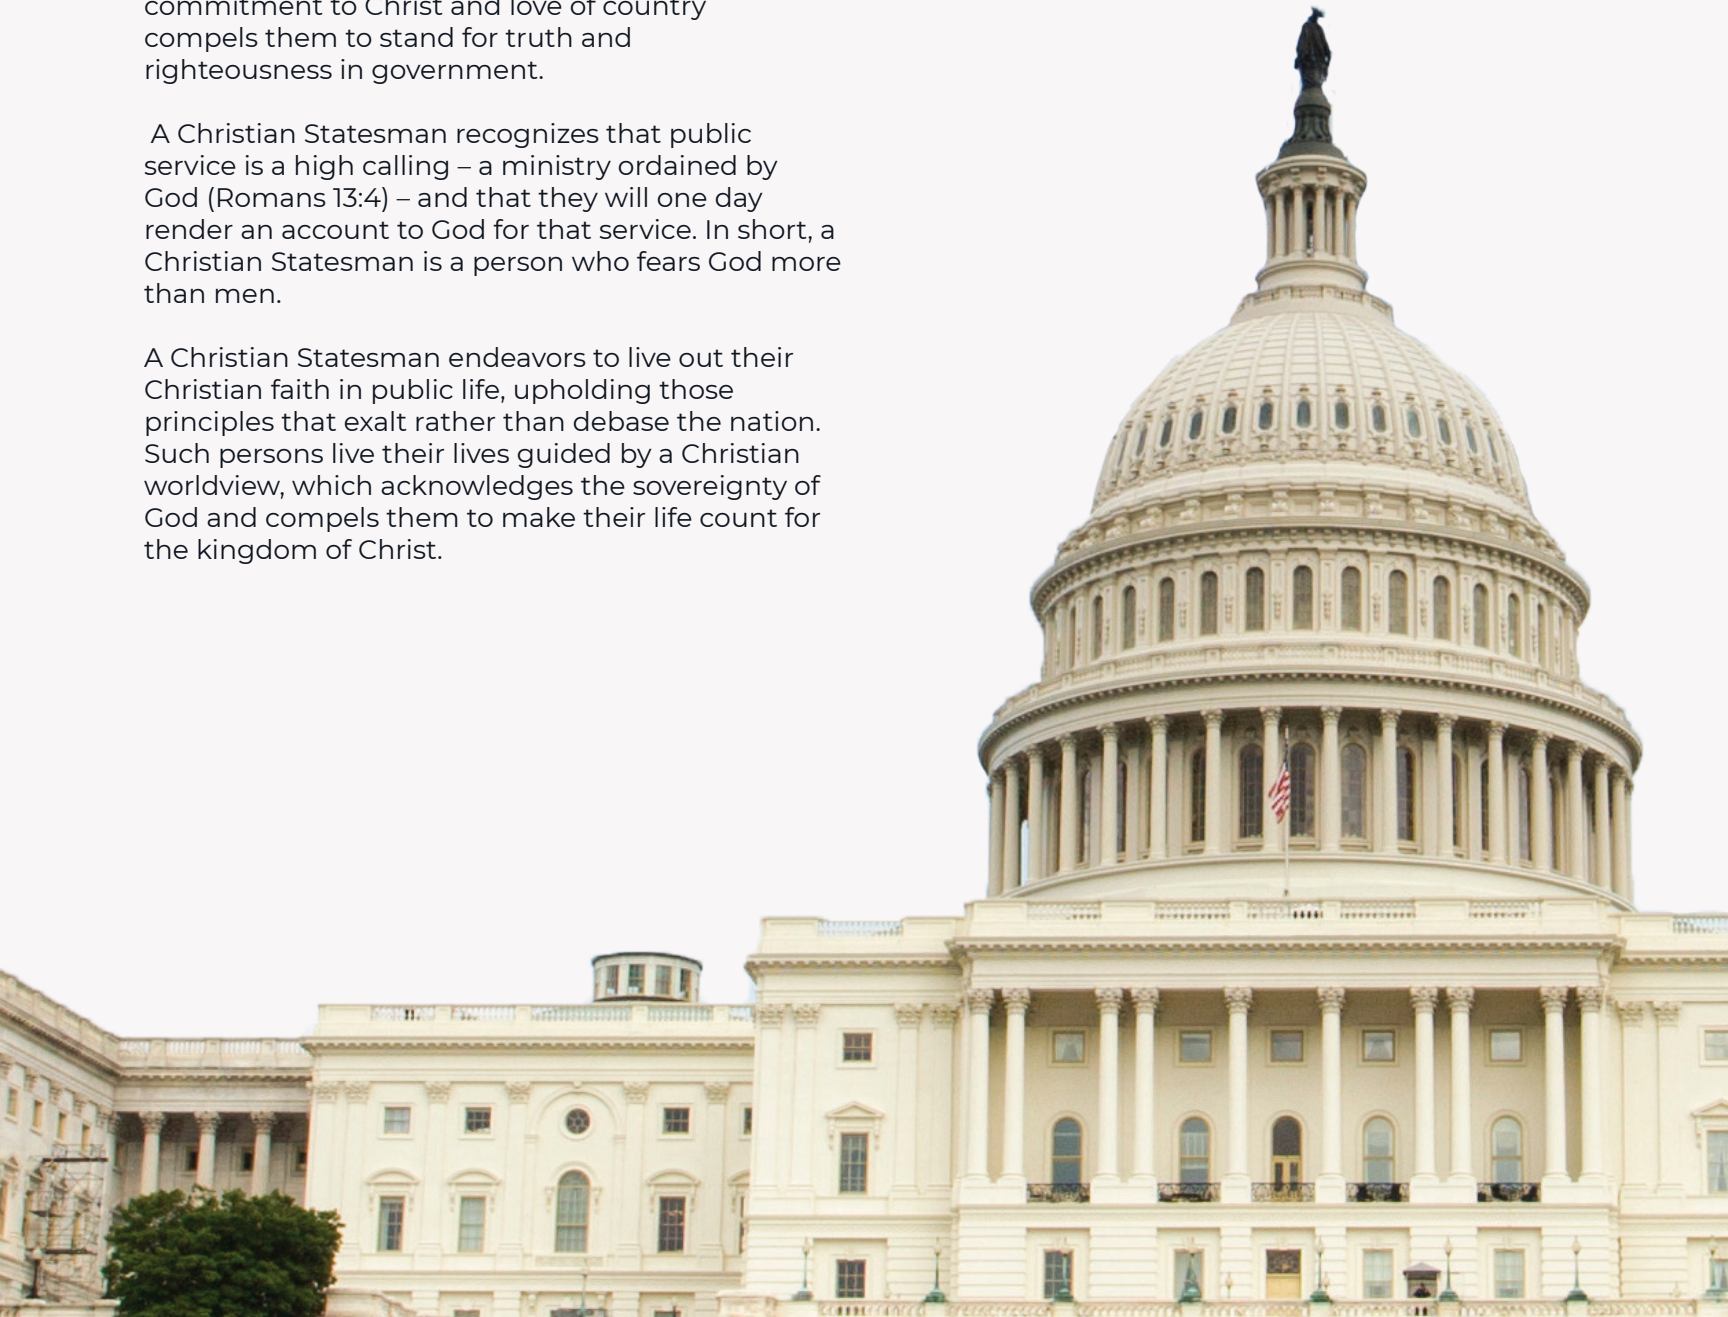 commitment to Christ and love of country
compels them to stand for truth and
righteousness in government.
A Christian Statesman recognizes that public
service is a high calling – a ministry ordained by
God (Romans 13:4) – and that they will one day
render an account to God for that service. In short, a
Christian Statesman is a person who fears God more
than men.
A Christian Statesman endeavors to live out their
Christian faith in public life, upholding those
principles that exalt rather than debase the nation.
Such persons live their lives guided by a Christian
worldview, which acknowledges the sovereignty of
God and compels them to make their life count for
the kingdom of Christ.